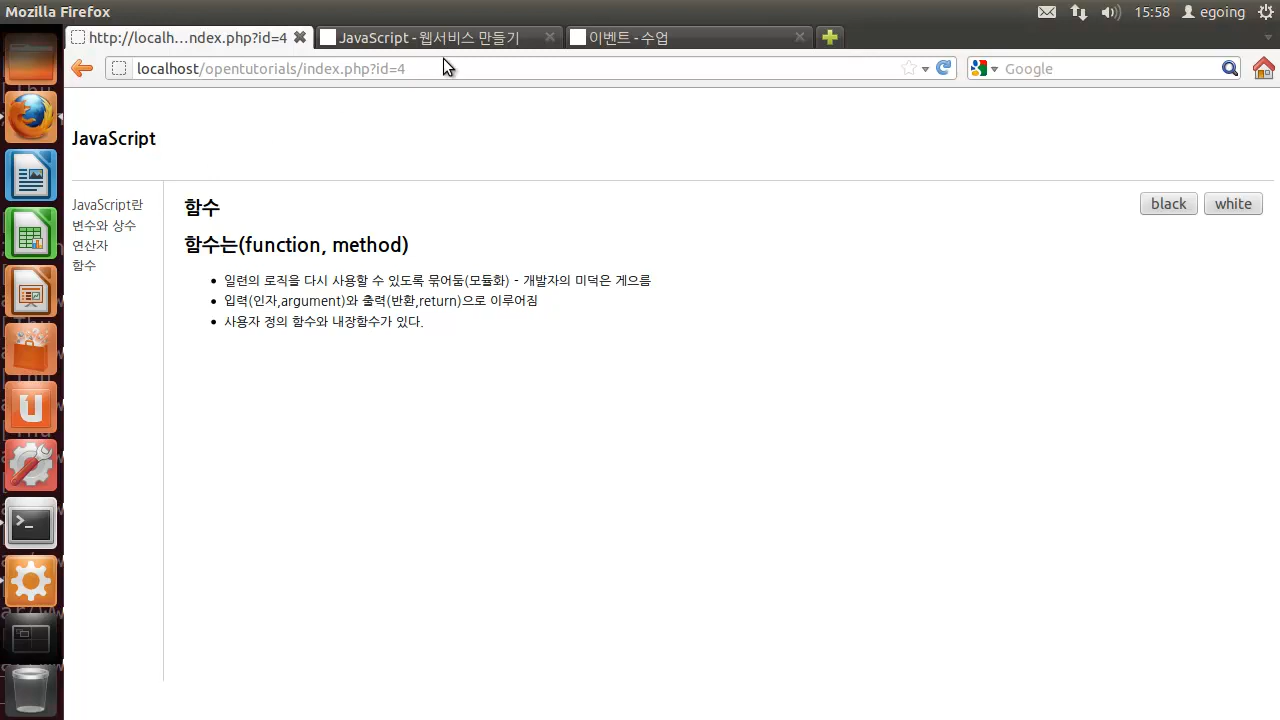 Mozilla Firefox
15:58
egoing
http://localh...ndex.php?id=4
JavaScript - 웹서비스 만들기
이벤트 - 수업
localhost/opentutorials/index.php?id=4
Google
JavaScript
JavaScript란
변수와 상수
연산자
함수
함수
black
white
함수는(function, method)
일련의 로직을 다시 사용할 수 있도록 묶어둠(모듈화) - 개발자의 미덕은 게으름
입력(인자,argument)와 출력(반환,return)으로 이루어짐
사용자 정의 함수와 내장함수가 있다.